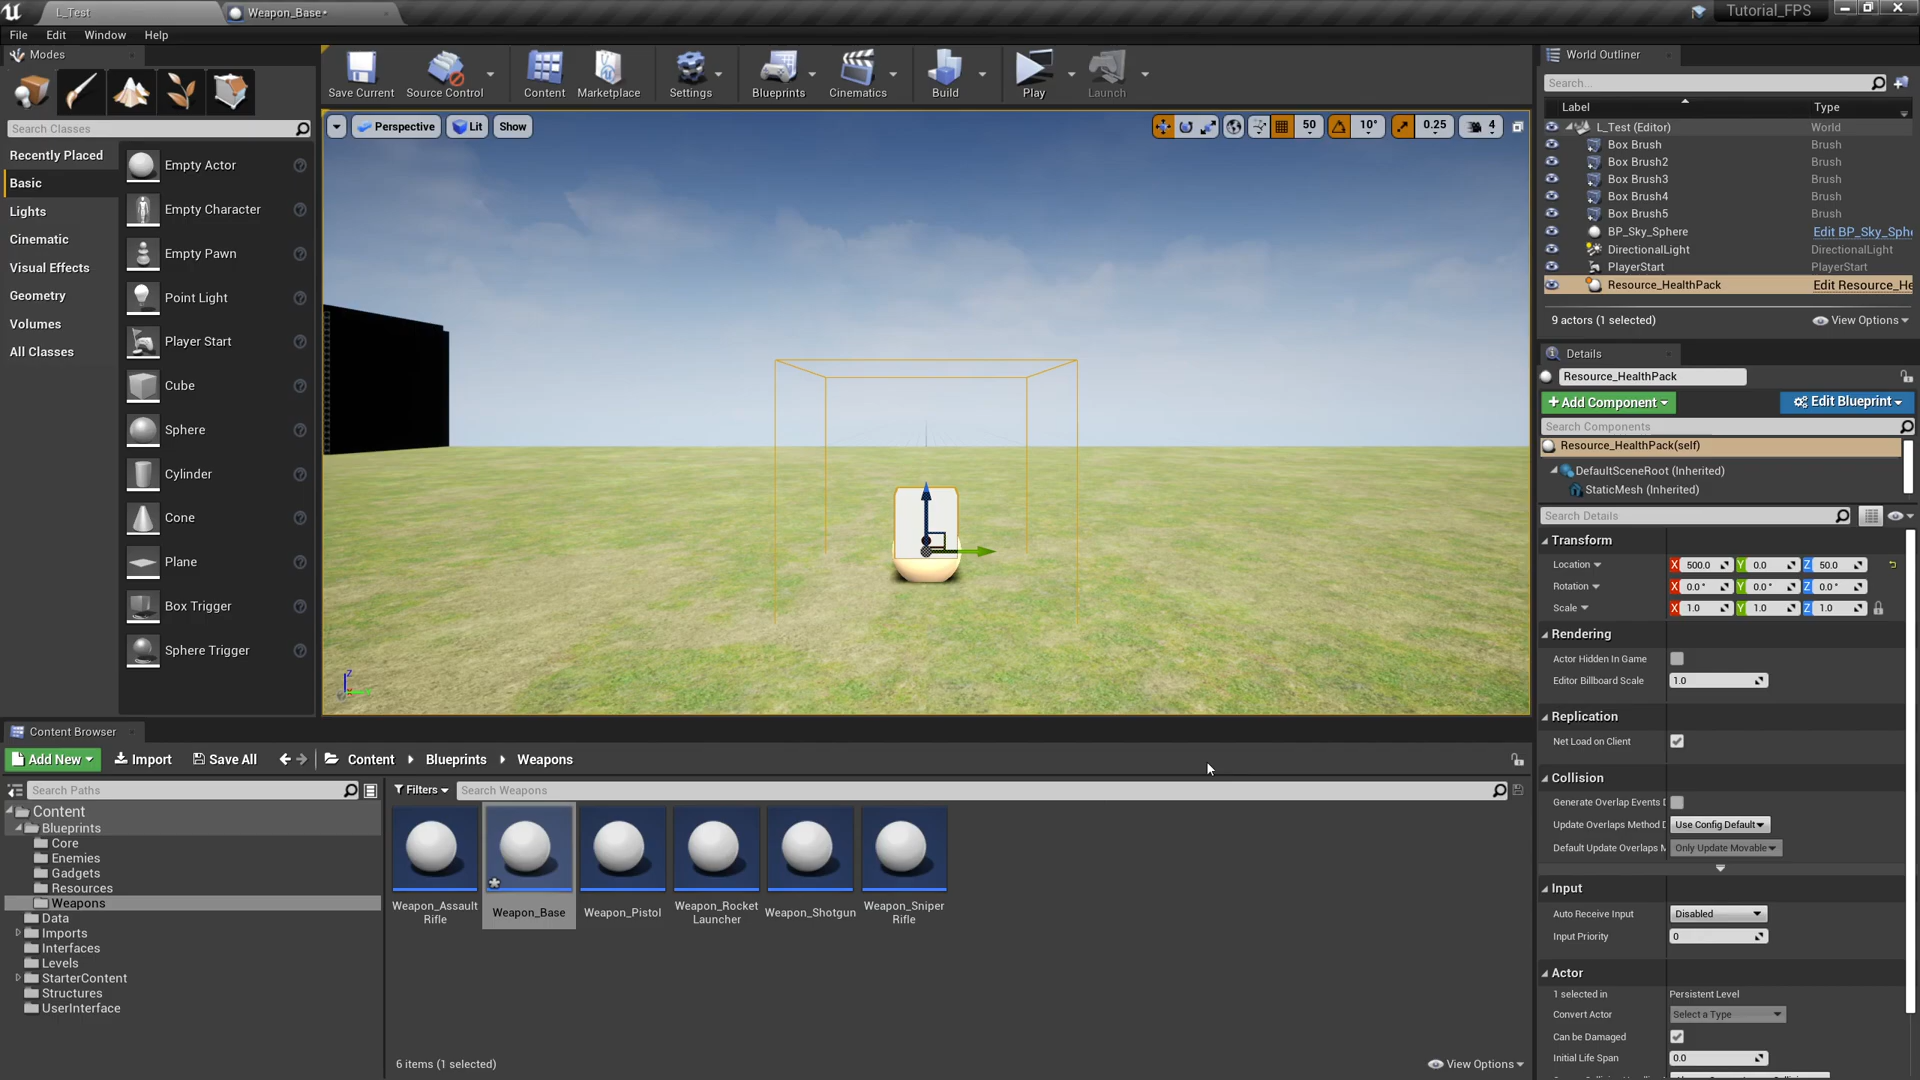 L_Test
Weapon_Base*
Tutorial_FPS
File Edit Window Help
Modes
Search Classes
Recently Placed
Basic
Lights
Cinematic
Visual Effects
Geometry
Volumes
All Classes
Empty Actor
Empty Character
Empty Pawn
Point Light
Player Start
Cube
Sphere
Cylinder
Cone
Plane
Box Trigger
Sphere Trigger
Save Current Source Control Content Marketplace Settings Blueprints Cinematics Build Play Launch
Perspective Lit Show
50 10° 0.25 4
Z
World Outliner
Search...
Label Type
L_Test (Editor) World
Box Brush Brush
Box Brush2 Brush
Box Brush3 Brush
Box Brush4 Brush
Box Brush5 Brush
BP_Sky_Sphere Edit BP_Sky_Sphe
DirectionalLight DirectionalLight
PlayerStart PlayerStart
Resource_HealthPack Edit Resource_He
9 actors (1 selected) View Options
Details
Resource_HealthPack
+ Add Component Edit Blueprint
Search Components
Resource_HealthPack(self)
DefaultSceneRoot (Inherited)
StaticMesh (Inherited)
Search Details
Transform
Location X 500.0 Y 0.0 Z 50.0
Rotation X 0.0° Y 0.0° Z 0.0°
Scale X 1.0 Y 1.0 Z 1.0
Rendering
Actor Hidden In Game
Editor Billboard Scale 1.0
Replication
Net Load on Client
Collision
Generate Overlap Events D
Update Overlaps Method D Use Config Default
Default Update Overlaps M Only Update Movable
Input
Auto Receive Input Disabled
Input Priority 0
Actor
1 selected in Persistent Level
Convert Actor Select a Type
Can be Damaged
Initial Life Span 0.0
Content Browser
Add New Import Save All Content Blueprints Weapons
Search Paths
Content
Blueprints
Core
Enemies
Gadgets
Resources
Weapons
Data
Imports
Interfaces
Levels
StarterContent
Structures
UserInterface
Filters Search Weapons
Weapon_Assault
Rifle
Weapon_Base
Weapon_Pistol
Weapon_Rocket
Launcher
Weapon_Shotgun
Weapon_Sniper
Rifle
6 items (1 selected) View Options